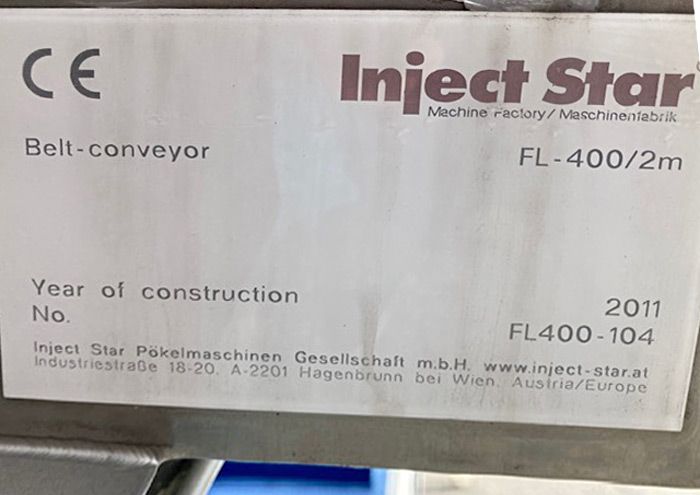 CE
Inject Star
Machine Factory/Maschinenfabrik
Belt-conveyor FL-400/2m
Year of construction 2011
No. FL400-104
Inject Star Pökelmaschinen Gesellschaft m.b.H. www.inject-star.at
Industriestraße 18-20, A-2201 Hagenbrunn bei Wien, Austria/Europe